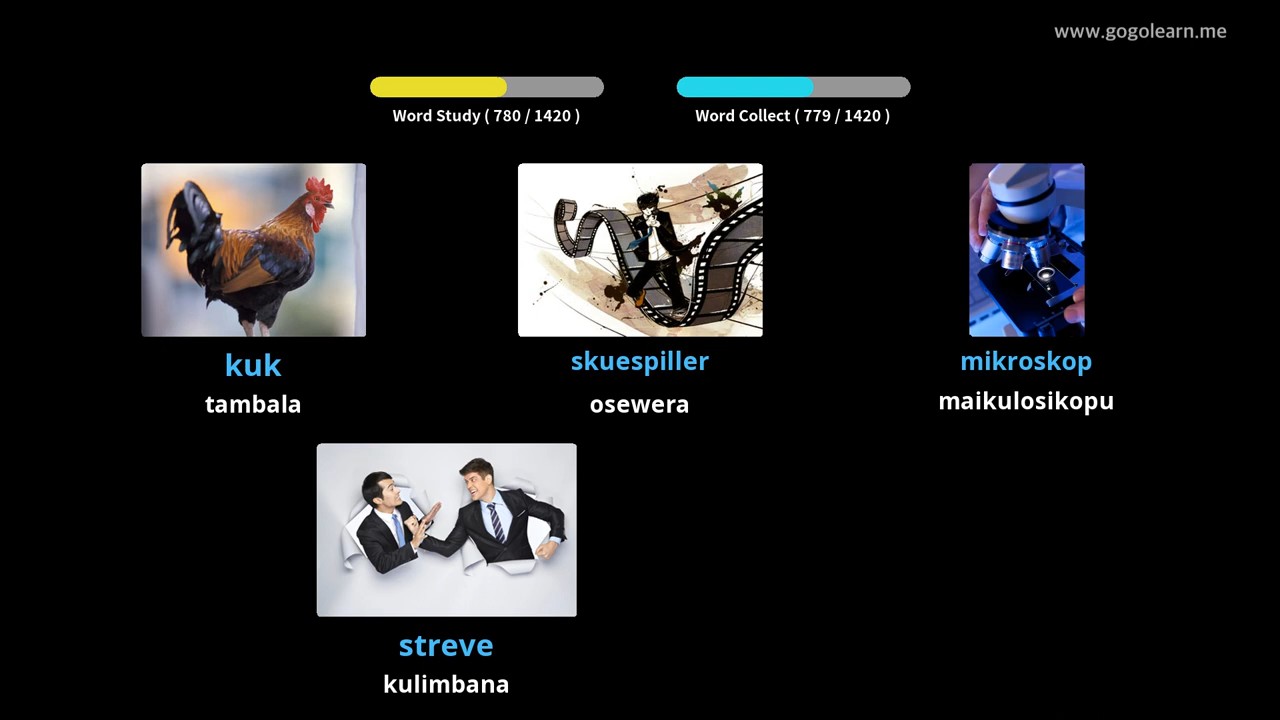 www.gogolearn.me
Word Study ( 780 / 1420 )
Word Collect ( 779 / 1420 )
kuk
tambala
skuespiller
osewera
mikroskop
maikulosikopu
streve
kulimbana